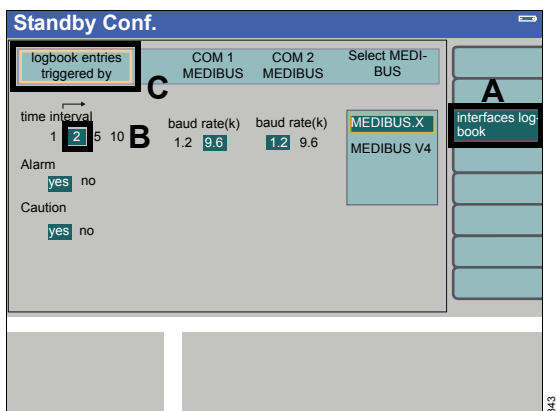 Standby Conf.
logbook entries
triggered by
COM 1
MEDIBUS
COM 2
MEDIBUS
Select MEDI-
BUS
C
A
interfaces log-
book
time interval
1 2 5 10
B
baud rate(k)
1.2 9.6
baud rate(k)
1.2 9.6
MEDIBUS.X
MEDIBUS V4
Alarm
yes no
Caution
yes no